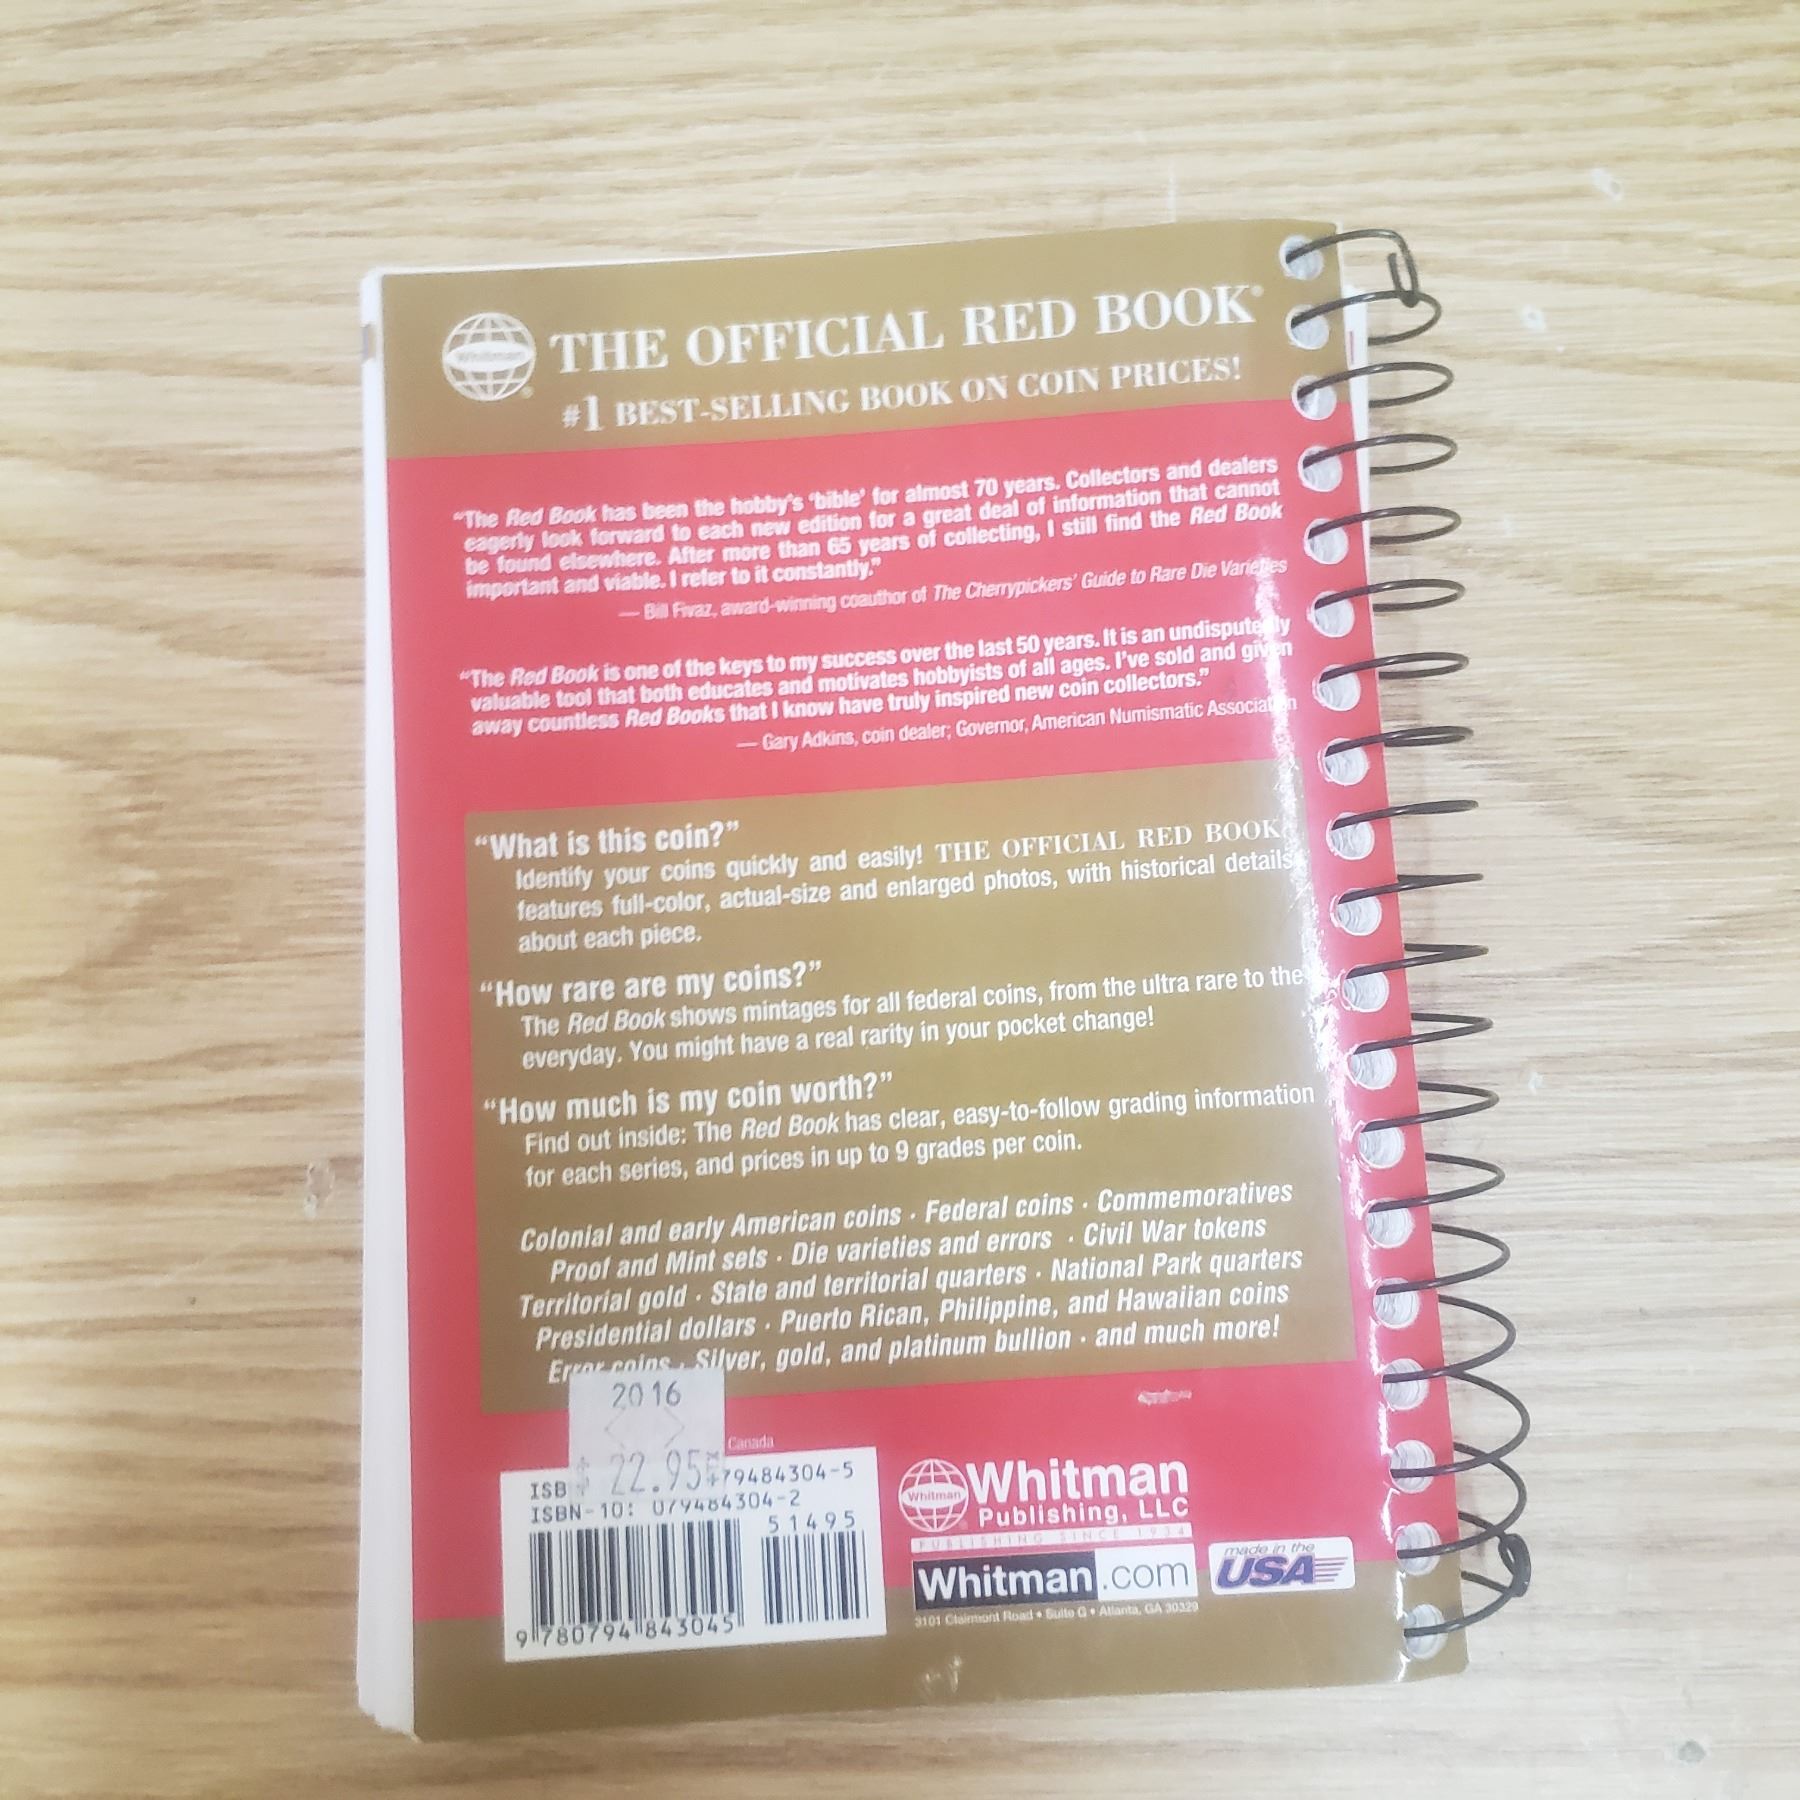 Whitman
THE OFFICIAL RED BOOK®
#1 BEST-SELLING BOOK ON COIN PRICES!
“The Red Book has been the hobby’s ‘bible’ for almost 70 years. Collectors and dealers
eagerly look forward to each new edition for a great deal of information that cannot
be found elsewhere. After more than 65 years of collecting, I still find the Red Book
important and viable. I refer to it constantly.”
— Bill Fivaz, award-winning coauthor of The Cherrypickers’ Guide to Rare Die Varieties
“The Red Book is one of the keys to my success over the last 50 years. It is an undisputedly
valuable tool that both educates and motivates hobbyists of all ages. I’ve sold and given
away countless Red Books that I know have truly inspired new coin collectors.”
— Gary Adkins, coin dealer; Governor, American Numismatic Association
“What is this coin?”
Identify your coins quickly and easily! THE OFFICIAL RED BOOK
features full-color, actual-size and enlarged photos, with historical details
about each piece.
“How rare are my coins?”
The Red Book shows mintages for all federal coins, from the ultra rare to the
everyday. You might have a real rarity in your pocket change!
“How much is my coin worth?”
Find out inside: The Red Book has clear, easy-to-follow grading information
for each series, and prices in up to 9 grades per coin.
Colonial and early American coins · Federal coins · Commemoratives
Proof and Mint sets · Die varieties and errors · Civil War tokens
Territorial gold · State and territorial quarters · National Park quarters
Presidential dollars · Puerto Rican, Philippine, and Hawaiian coins
Error coins · Silver, gold, and platinum bullion · and much more!
2016
$ 22.95
Canada
ISB 79484304-5
ISBN-10: 079484304-2
51495
9 780794 843045
Whitman
Whitman
Publishing, LLC
PUBLISHING SINCE 1934
Whitman.com
3101 Clairmont Road • Suite G • Atlanta, GA 30329
made in the
USA